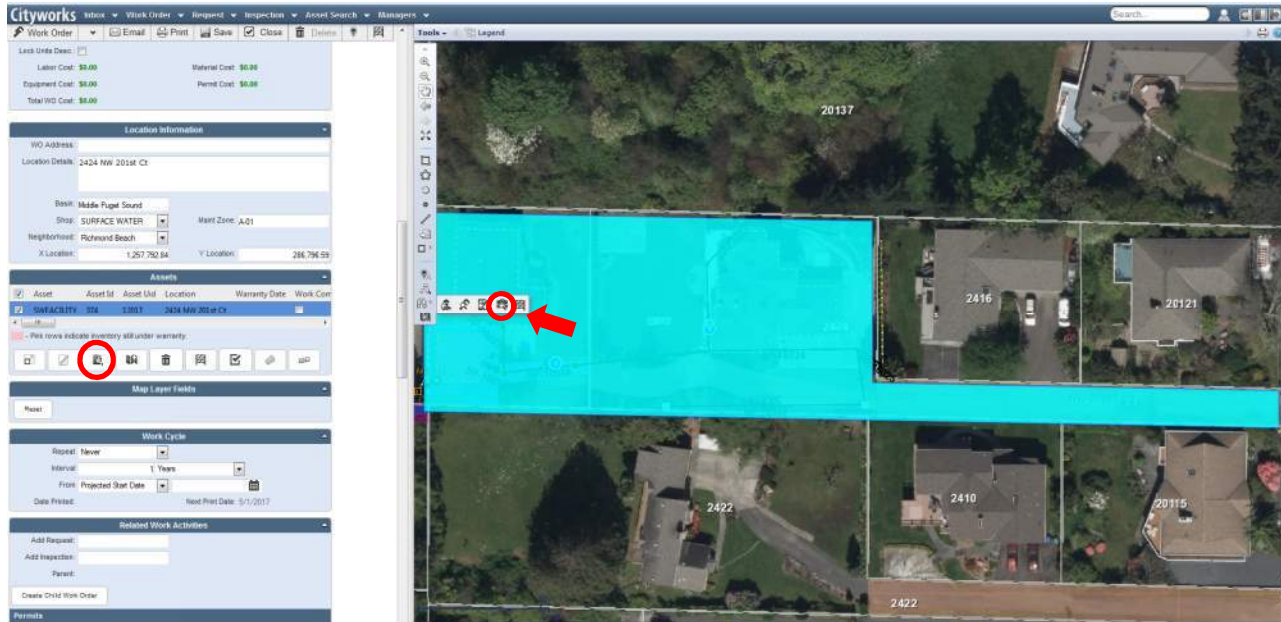 Cityworks Inbox Work Order Request Inspection Asset Search Managers Search...
Work Order Email Print Save Close Delete
Tools Legend
Lock Units Desc:
Labor Cost: $0.00 Material Cost: $0.00
Equipment Cost: $0.00 Permit Cost: $0.00
Total WO Cost: $0.00
Location Information
WO Address:
Location Details: 2424 NW 201st Ct
Basin: Middle Puget Sound
Shop: SURFACE WATER Maint Zone: A-01
Neighborhood: Richmond Beach
X Location: 1,257,792.84 Y Location: 286,796.59
Assets
Asset Asset Id Asset Uid Location Warranty Date Work Com
SWFACILITY 2424 NW 201st Ct
- Pink rows indicate inventory still under warranty.
Map Layer Fields
Reset
Work Cycle
Repeat: Never
Interval: 1 Years
From: Projected Start Date
Date Printed: Next Print Date: 5/1/2017
Related Work Activities
Add Request:
Add Inspection:
Parent:
Create Child Work Order
Permits
20137
2416
20121
2422
2410
20115
2422